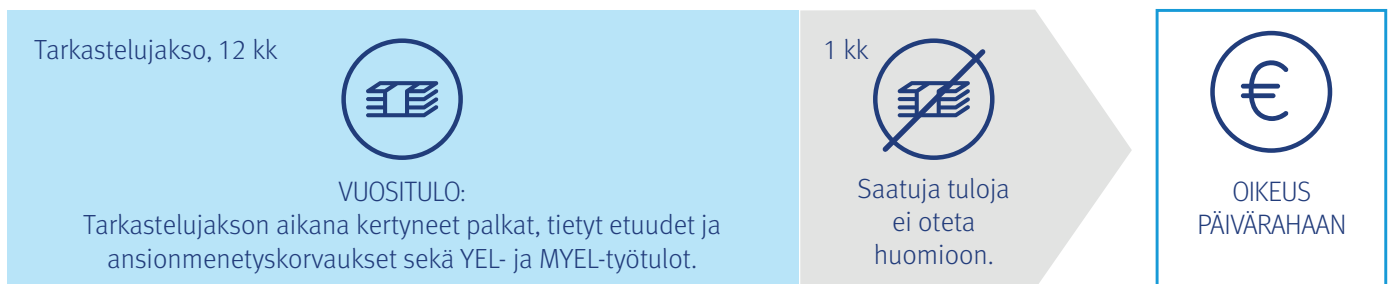 Tarkastelujakso, 12 kk
VUOSITULO:
Tarkastelujakson aikana kertyneet palkat, tietyt etuudet ja
ansionmenetyskorvaukset sekä YEL- ja MYEL-työtulot.
1 kk
Saatuja tuloja
ei oteta
huomioon.
€
OIKEUS
PÄIVÄRAHAAN